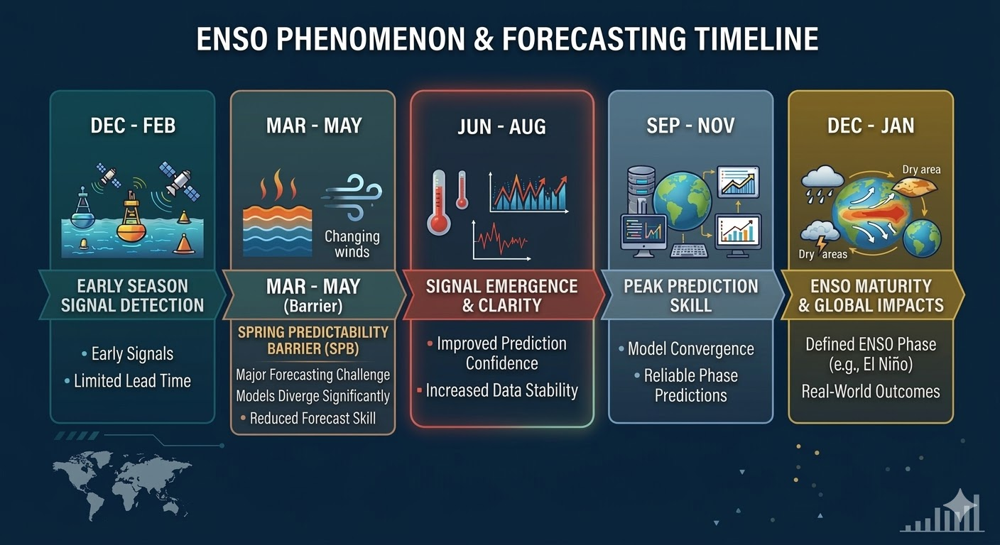 ENSO PHENOMENON & FORECASTING TIMELINE
DEC - FEB
EARLY SEASON
SIGNAL DETECTION
• Early Signals
• Limited Lead Time
MAR - MAY
Changing
winds
MAR - MAY
(Barrier)
SPRING PREDICTABILITY
BARRIER (SPB)
Major Forecasting Challenge
Models Diverge Significantly
• Reduced Forecast Skill
JUN - AUG
SIGNAL EMERGENCE
& CLARITY
• Improved Prediction
Confidence
• Increased Data Stability
SEP - NOV
PEAK PREDICTION
SKILL
• Model Convergence
• Reliable Phase
Predictions
DEC - JAN
Dry area
Dry areas
ENSO MATURITY
& GLOBAL IMPACTS
Defined ENSO Phase
(e.g., El Niño)
Real-World Outcomes